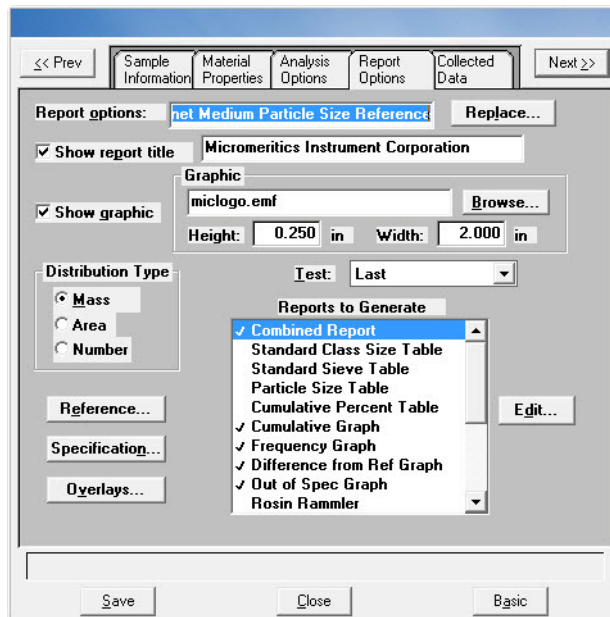 << Prev
Sample Information
Material Properties
Analysis Options
Report Options
Collected Data
Next >>
Report options: net Medium Particle Size Reference Replace...
Show report title Micromeritics Instrument Corporation
Graphic
Show graphic miclogo.emf Browse...
Height: 0.250 in Width: 2.000 in
Distribution Type
Mass
Area
Number
Test: Last
Reports to Generate
Combined Report
Standard Class Size Table
Standard Sieve Table
Particle Size Table
Cumulative Percent Table
Cumulative Graph
Frequency Graph
Difference from Ref Graph
Out of Spec Graph
Rosin Rammler
Reference...
Specification...
Overlays...
Edit...
Save Close Basic